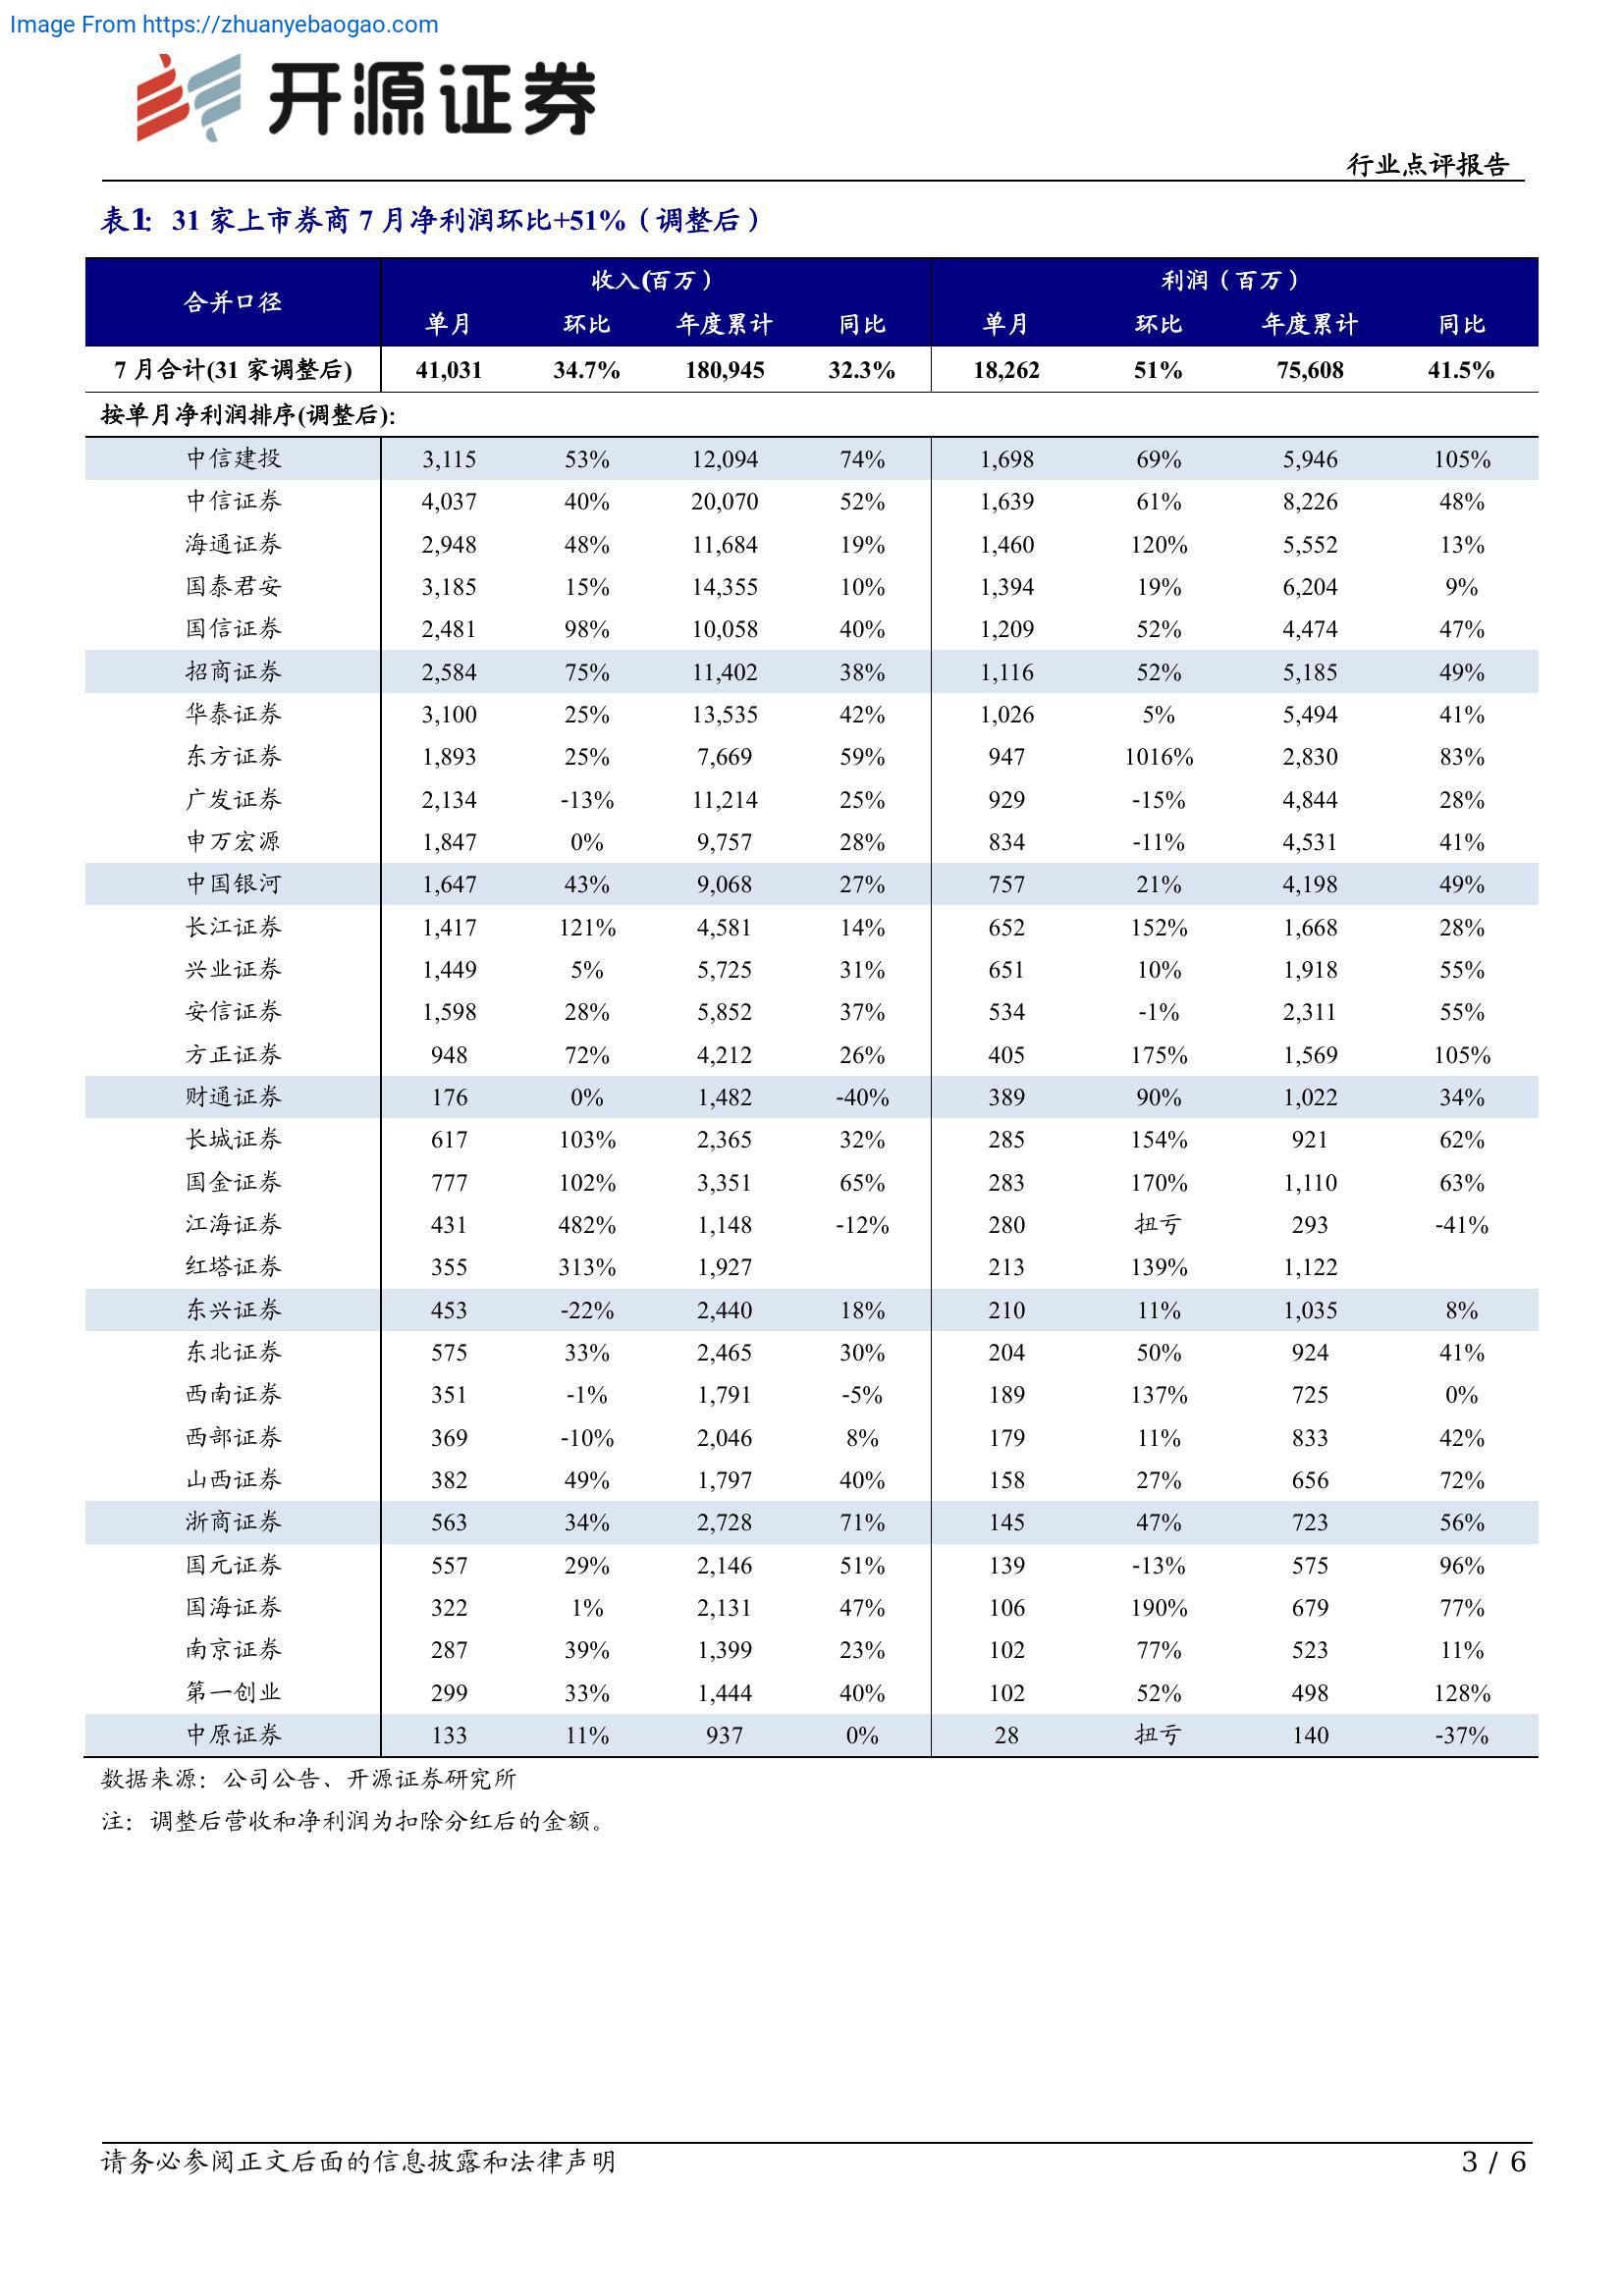 Image From https://zhuanyebaogao.com
开源证券
行业点评报告
表1: 31 家上市券商 7 月净利润环比+51%（调整后）
合并口径 收入(百万） 利润（百万）
单月 环比 年度累计 同比 单月 环比 年度累计 同比
7 月合计(31 家调整后) 41,031 34.7% 180,945 32.3% 18,262 51% 75,608 41.5%
按单月净利润排序(调整后):
中信建投 3,115 53% 12,094 74% 1,698 69% 5,946 105%
中信证券 4,037 40% 20,070 52% 1,639 61% 8,226 48%
海通证券 2,948 48% 11,684 19% 1,460 120% 5,552 13%
国泰君安 3,185 15% 14,355 10% 1,394 19% 6,204 9%
国信证券 2,481 98% 10,058 40% 1,209 52% 4,474 47%
招商证券 2,584 75% 11,402 38% 1,116 52% 5,185 49%
华泰证券 3,100 25% 13,535 42% 1,026 5% 5,494 41%
东方证券 1,893 25% 7,669 59% 947 1016% 2,830 83%
广发证券 2,134 -13% 11,214 25% 929 -15% 4,844 28%
申万宏源 1,847 0% 9,757 28% 834 -11% 4,531 41%
中国银河 1,647 43% 9,068 27% 757 21% 4,198 49%
长江证券 1,417 121% 4,581 14% 652 152% 1,668 28%
兴业证券 1,449 5% 5,725 31% 651 10% 1,918 55%
安信证券 1,598 28% 5,852 37% 534 -1% 2,311 55%
方正证券 948 72% 4,212 26% 405 175% 1,569 105%
财通证券 176 0% 1,482 -40% 389 90% 1,022 34%
长城证券 617 103% 2,365 32% 285 154% 921 62%
国金证券 777 102% 3,351 65% 283 170% 1,110 63%
江海证券 431 482% 1,148 -12% 280 扭亏 293 -41%
红塔证券 355 313% 1,927 213 139% 1,122
东兴证券 453 -22% 2,440 18% 210 11% 1,035 8%
东北证券 575 33% 2,465 30% 204 50% 924 41%
西南证券 351 -1% 1,791 -5% 189 137% 725 0%
西部证券 369 -10% 2,046 8% 179 11% 833 42%
山西证券 382 49% 1,797 40% 158 27% 656 72%
浙商证券 563 34% 2,728 71% 145 47% 723 56%
国元证券 557 29% 2,146 51% 139 -13% 575 96%
国海证券 322 1% 2,131 47% 106 190% 679 77%
南京证券 287 39% 1,399 23% 102 77% 523 11%
第一创业 299 33% 1,444 40% 102 52% 498 128%
中原证券 133 11% 937 0% 28 扭亏 140 -37%
数据来源：公司公告、开源证券研究所
注：调整后营收和净利润为扣除分红后的金额。
请务必参阅正文后面的信息披露和法律声明 3 / 6